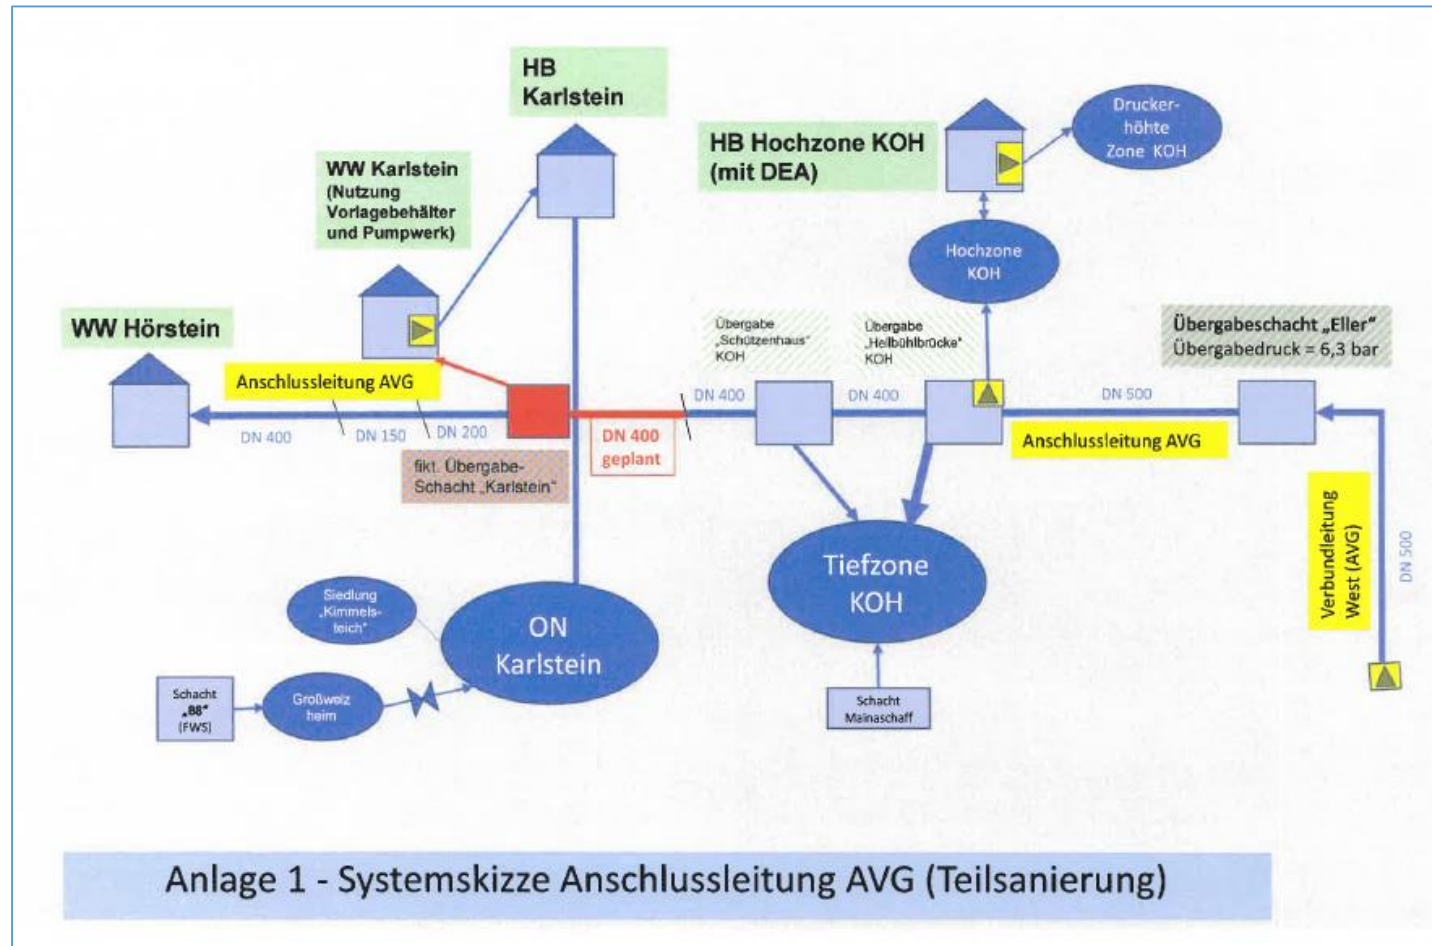 HB
Karlstein
HB Hochzone KOH
(mit DEA)
Drucker-
höhte
Zone KOH
WW Karlstein
(Nutzung
Vorlagebehälter
und Pumpwerk)
Hochzone
KOH
WW Hörstein
Übergabe
„Schützenhaus“
KOH
Übergabe
„Heilbühlbrücke“
KOH
Übergabeschacht „Eller“
Übergabedruck = 6,3 bar
Anschlussleitung AVG
DN 400
DN 150
DN 200
DN 400
geplant
DN 400
DN 400
DN 500
Anschlussleitung AVG
fikt. Übergabe-
Schacht „Karlstein“
Verbundleitung
West (AVG)
DN 500
Tiefzone
KOH
Siedlung
„Kimmels-
teich“
ON
Karlstein
Schacht
„B8“
(FWS)
Großwelz
heim
Schacht
Mainaschaff
Anlage 1 - Systemskizze Anschlussleitung AVG (Teilsanierung)